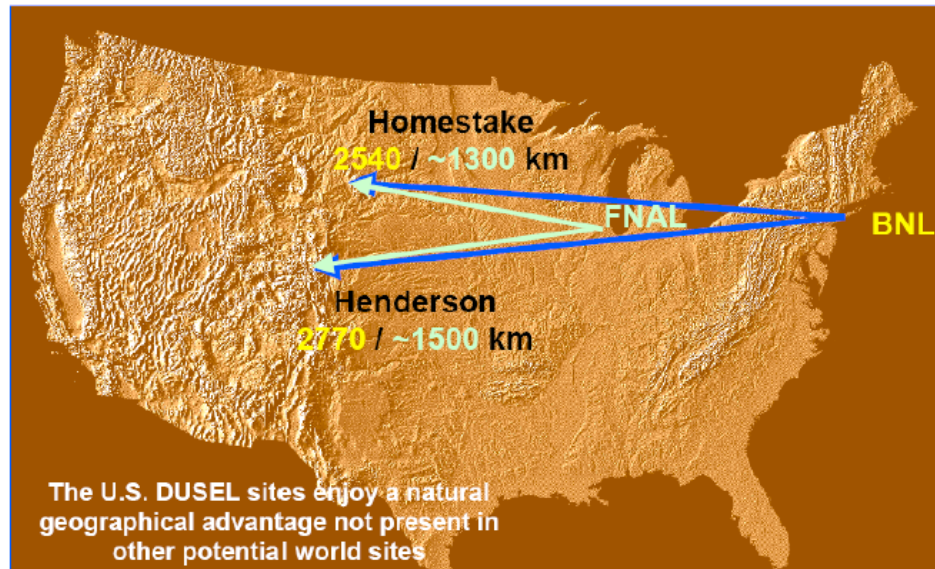 Homestake
2540 / ~1300 km
FNAL
BNL
Henderson
2770 / ~1500 km
The U.S. DUSEL sites enjoy a natural
geographical advantage not present in
other potential world sites